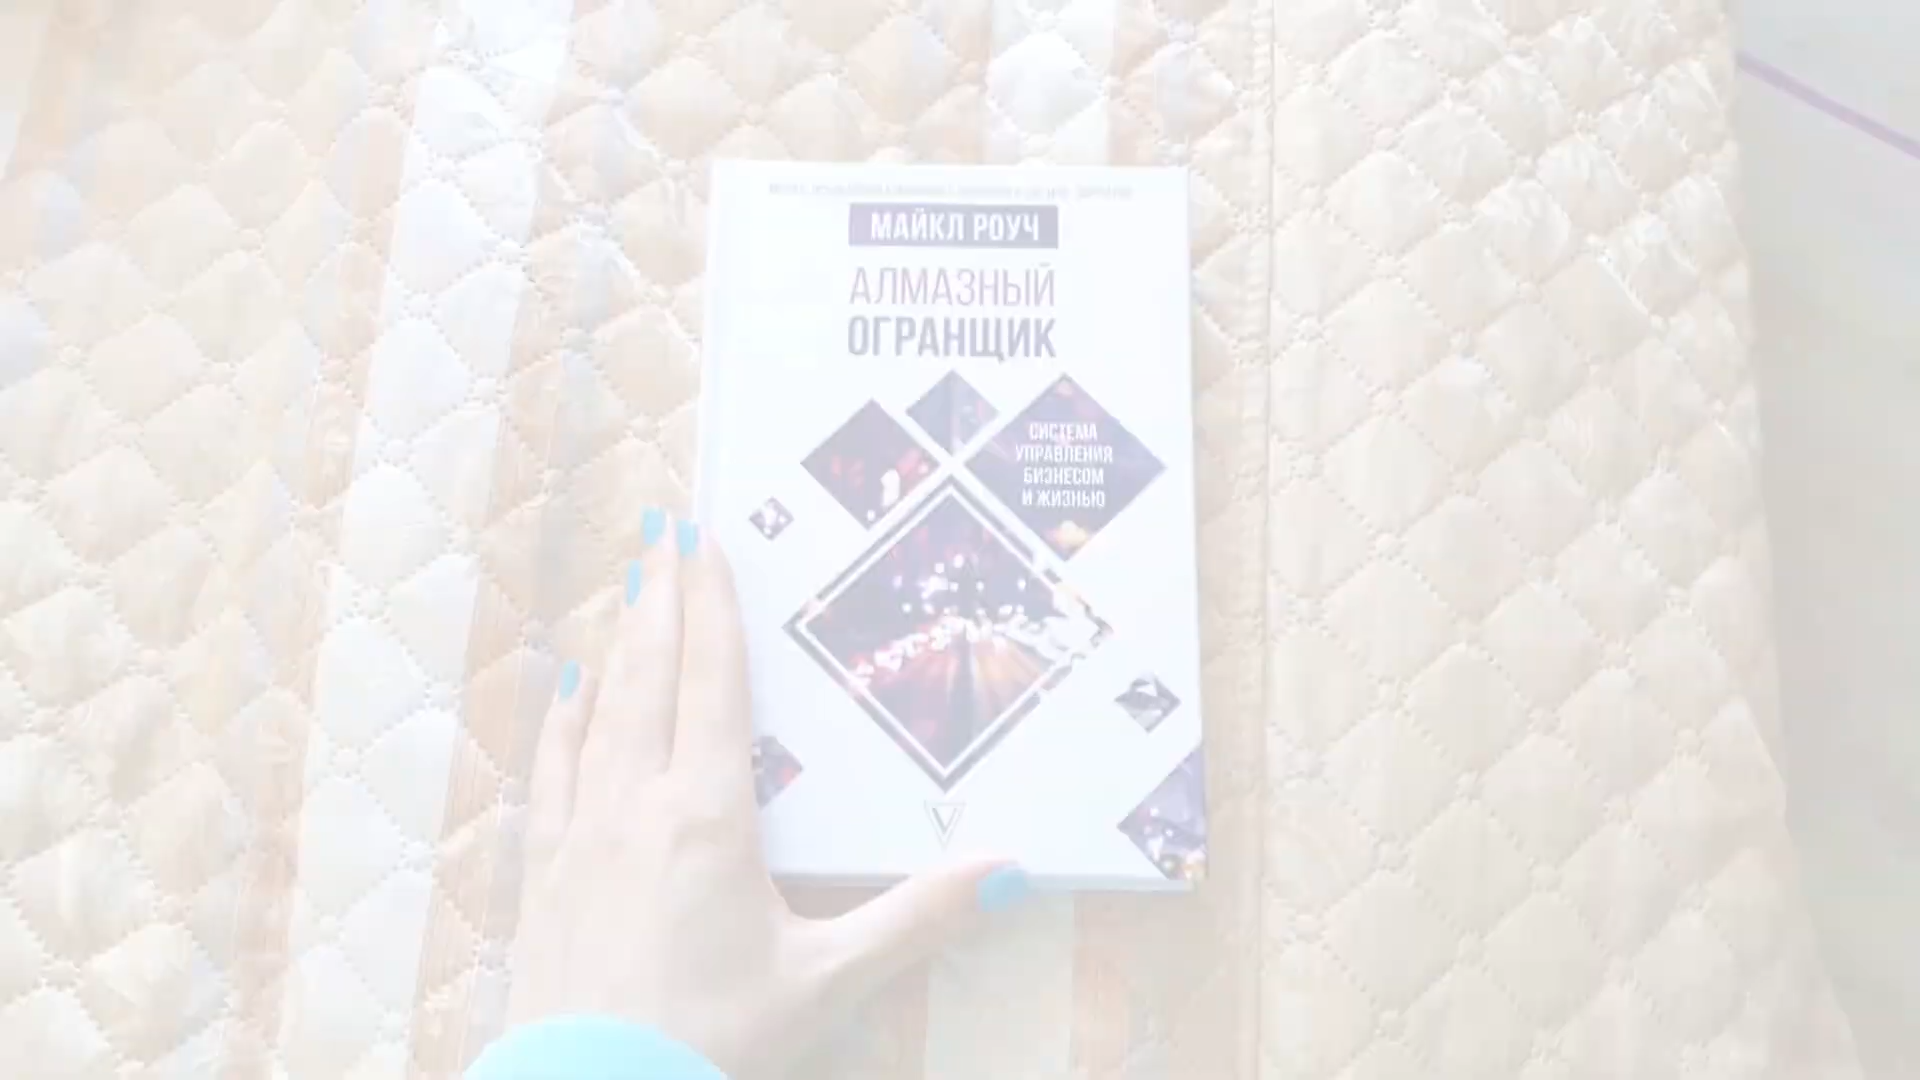 МАЙКЛ РОУЧ
АЛМАЗНЫЙ
ОГРАНЩИК
СИСТЕМА
УПРАВЛЕНИЯ
БИЗНЕСОМ
И ЖИЗНЬЮ